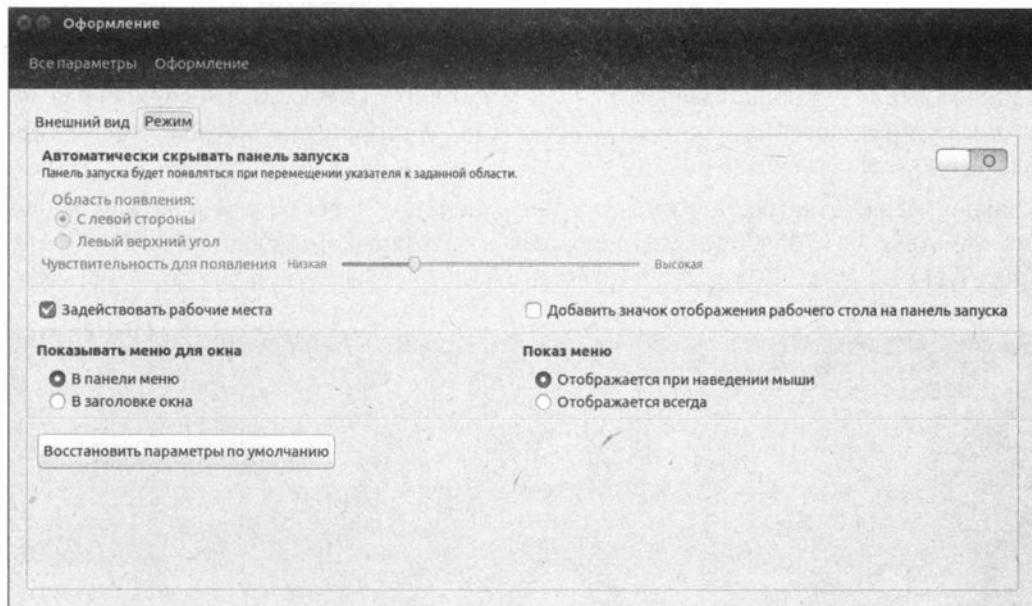 Оформление
Все параметры Оформление
Внешний вид Режим
Автоматически скрывать панель запуска
Панель запуска будет появляться при перемещении указателя к заданной области.
Область появления:
С левой стороны
Левый верхний угол
Чувствительность для появления Низкая Высокая
Задействовать рабочие места Добавить значок отображения рабочего стола на панель запуска
Показывать меню для окна Показ меню
В панели меню Отображается при наведении мыши
В заголовке окна Отображается всегда
Восстановить параметры по умолчанию